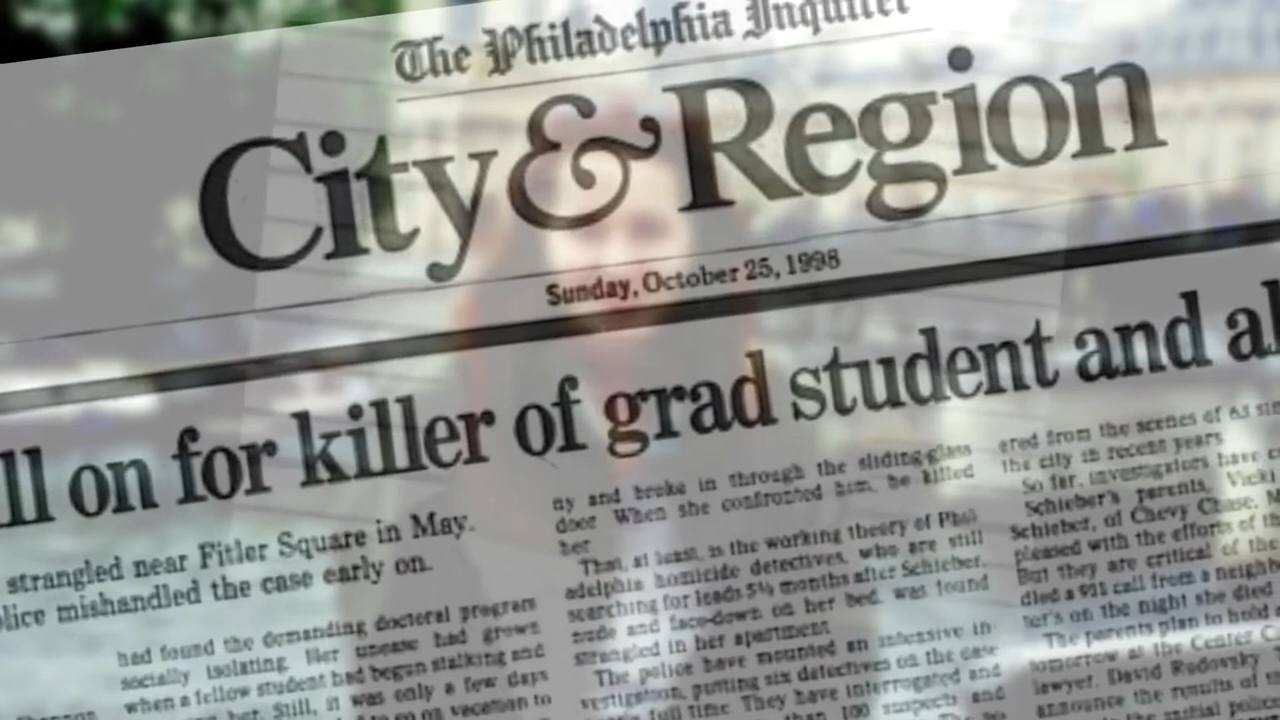 The Philadelphia Inquirer
City & Region
Sunday, October 25, 1998
ll on for killer of grad student and al
strangled near Fitler Square in May.
lice mishandled the case early on.
had found the demanding doctoral program
socially isolating. Her unease had grown
when a fellow student had begun stalking and
her. Still, it was only a few days
to go on vacation to
ny and broke in through the sliding-glass
door When she confronted him, he killed
her
That, at least, is the working theory of Phil-
adelphia homicide detectives, who are still
searching for leads 5½ months after Schieber,
nude and face-down on her bed, was found
strangled in her apartment
The police have mounted an intensive in-
vestigation, putting six detectives on the case
full time. They have interrogated and
than 100 suspects and
ered from the scenes of
the city in recent years
So far, investigators have
Schieber's parents, Vicki
Schieber, of Chevy Chase,
pleased with the efforts of the
But they are critical of the
dled a 911 call from a neighb
ber's on the night she died
The parents plan to hold
tomorrow at the Center C
lawyer, David Rudovsky
announce the results of